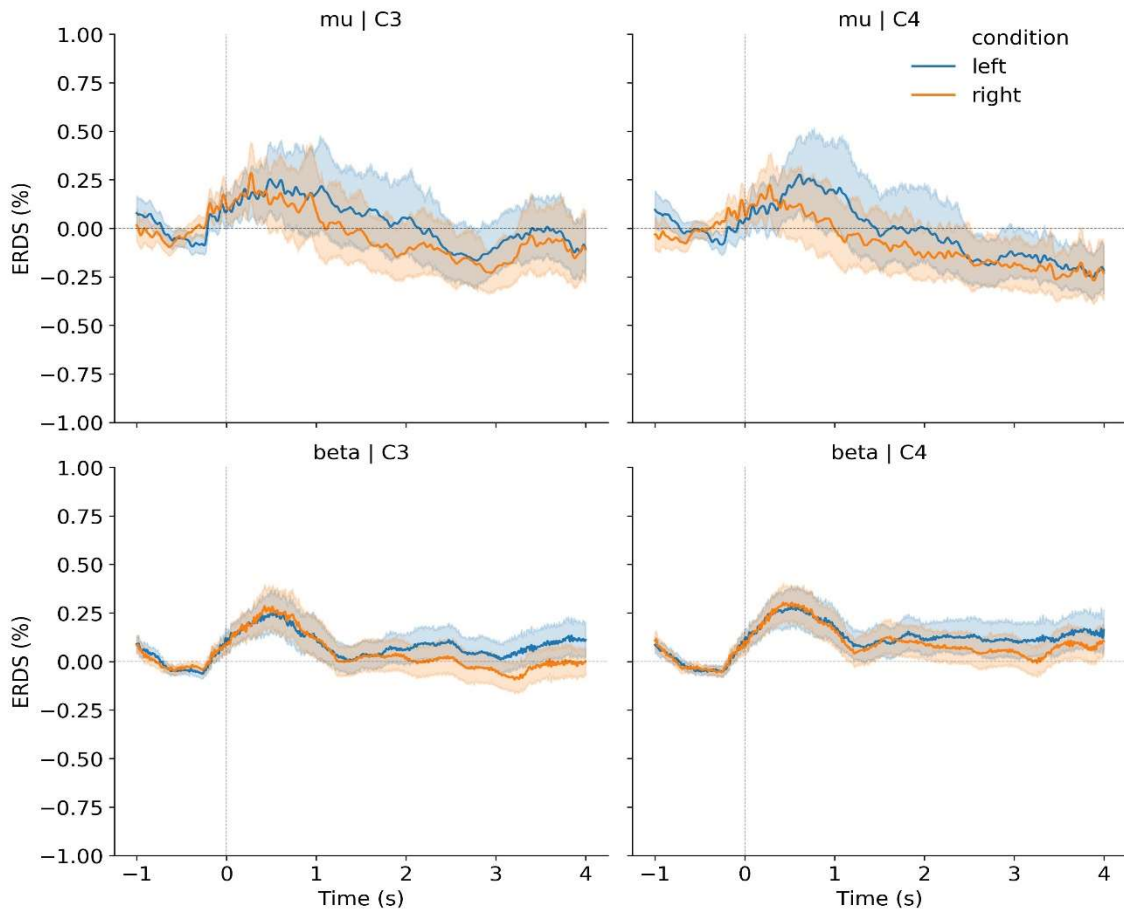 mu | C3
mu | C4
condition
left
right
1.00
0.75
0.50
0.25
0.00
−0.25
−0.50
−0.75
−1.00
ERDS (%)
beta | C3
beta | C4
1.00
0.75
0.50
0.25
0.00
−0.25
−0.50
−0.75
−1.00
ERDS (%)
−1 0 1 2 3 4
−1 0 1 2 3 4
Time (s)
Time (s)